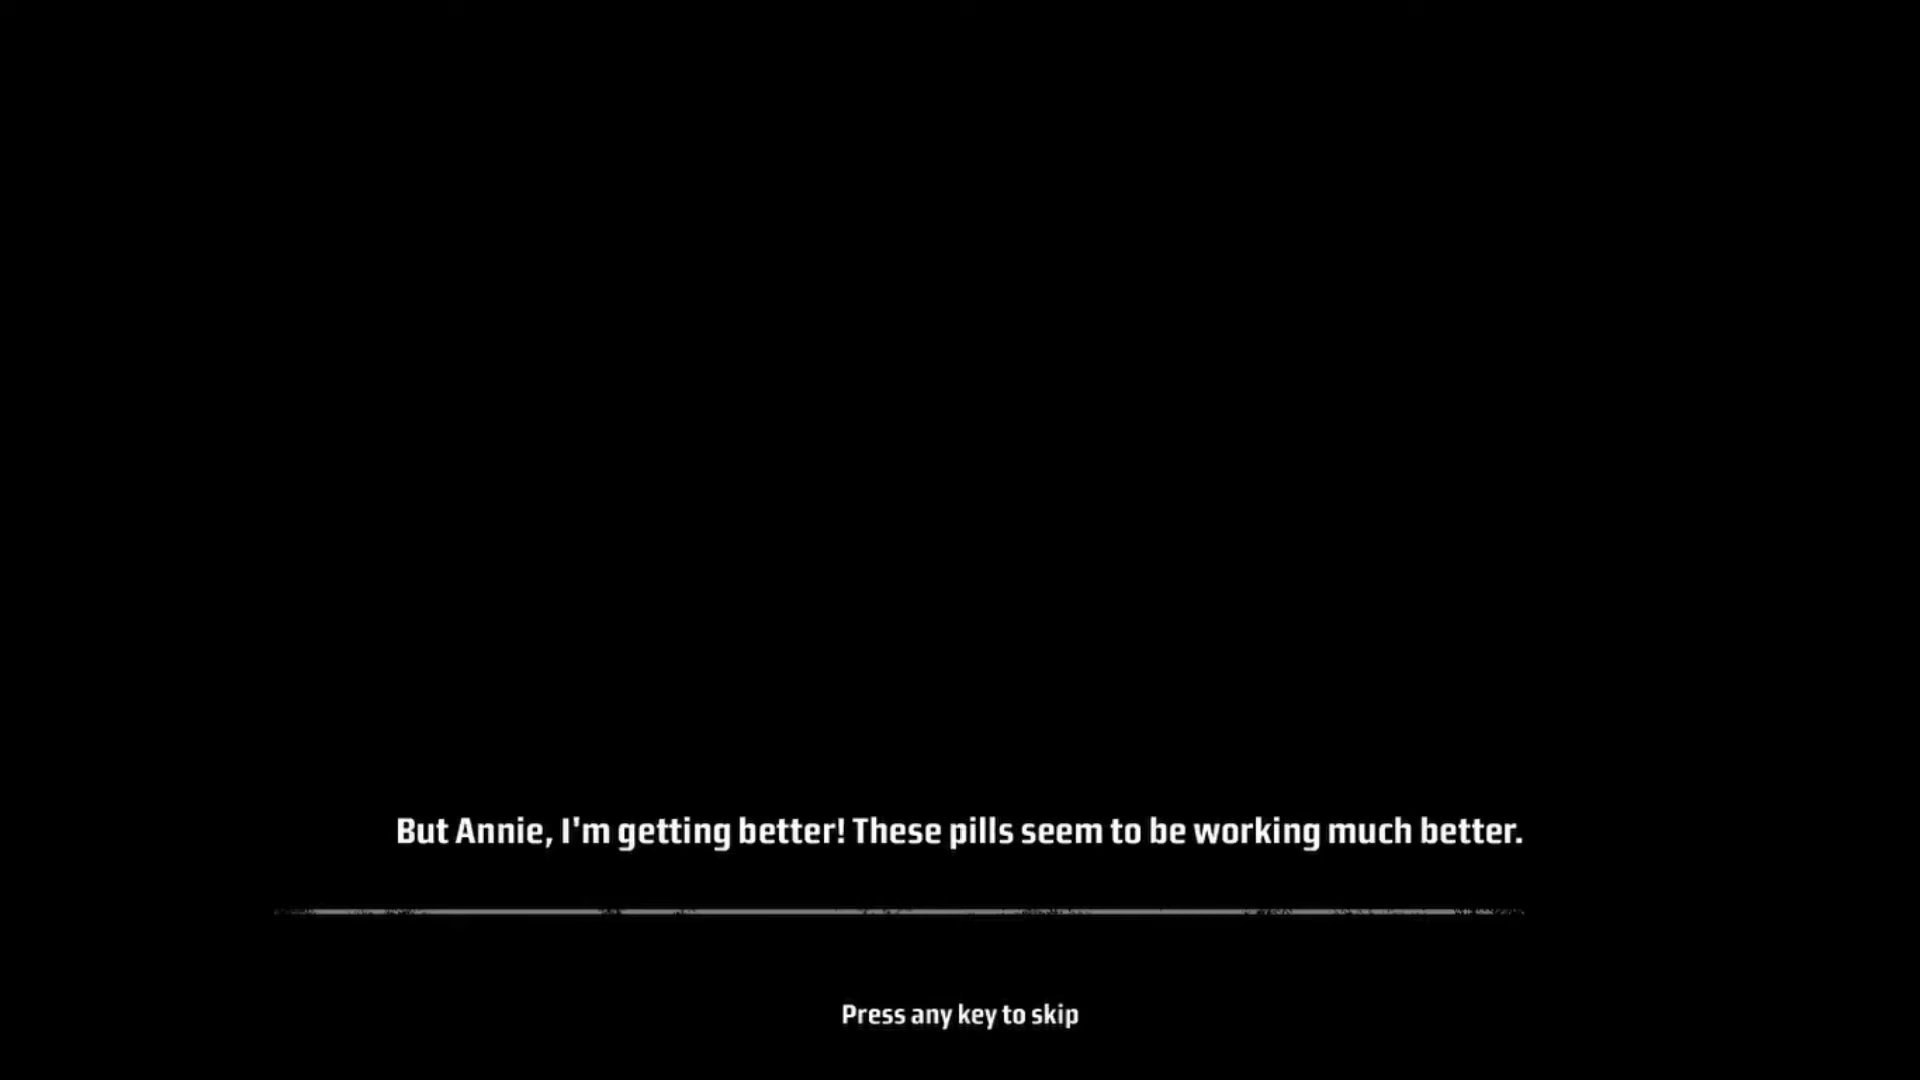 But Annie, I'm getting better! These pills seem to be working much better.
Press any key to skip